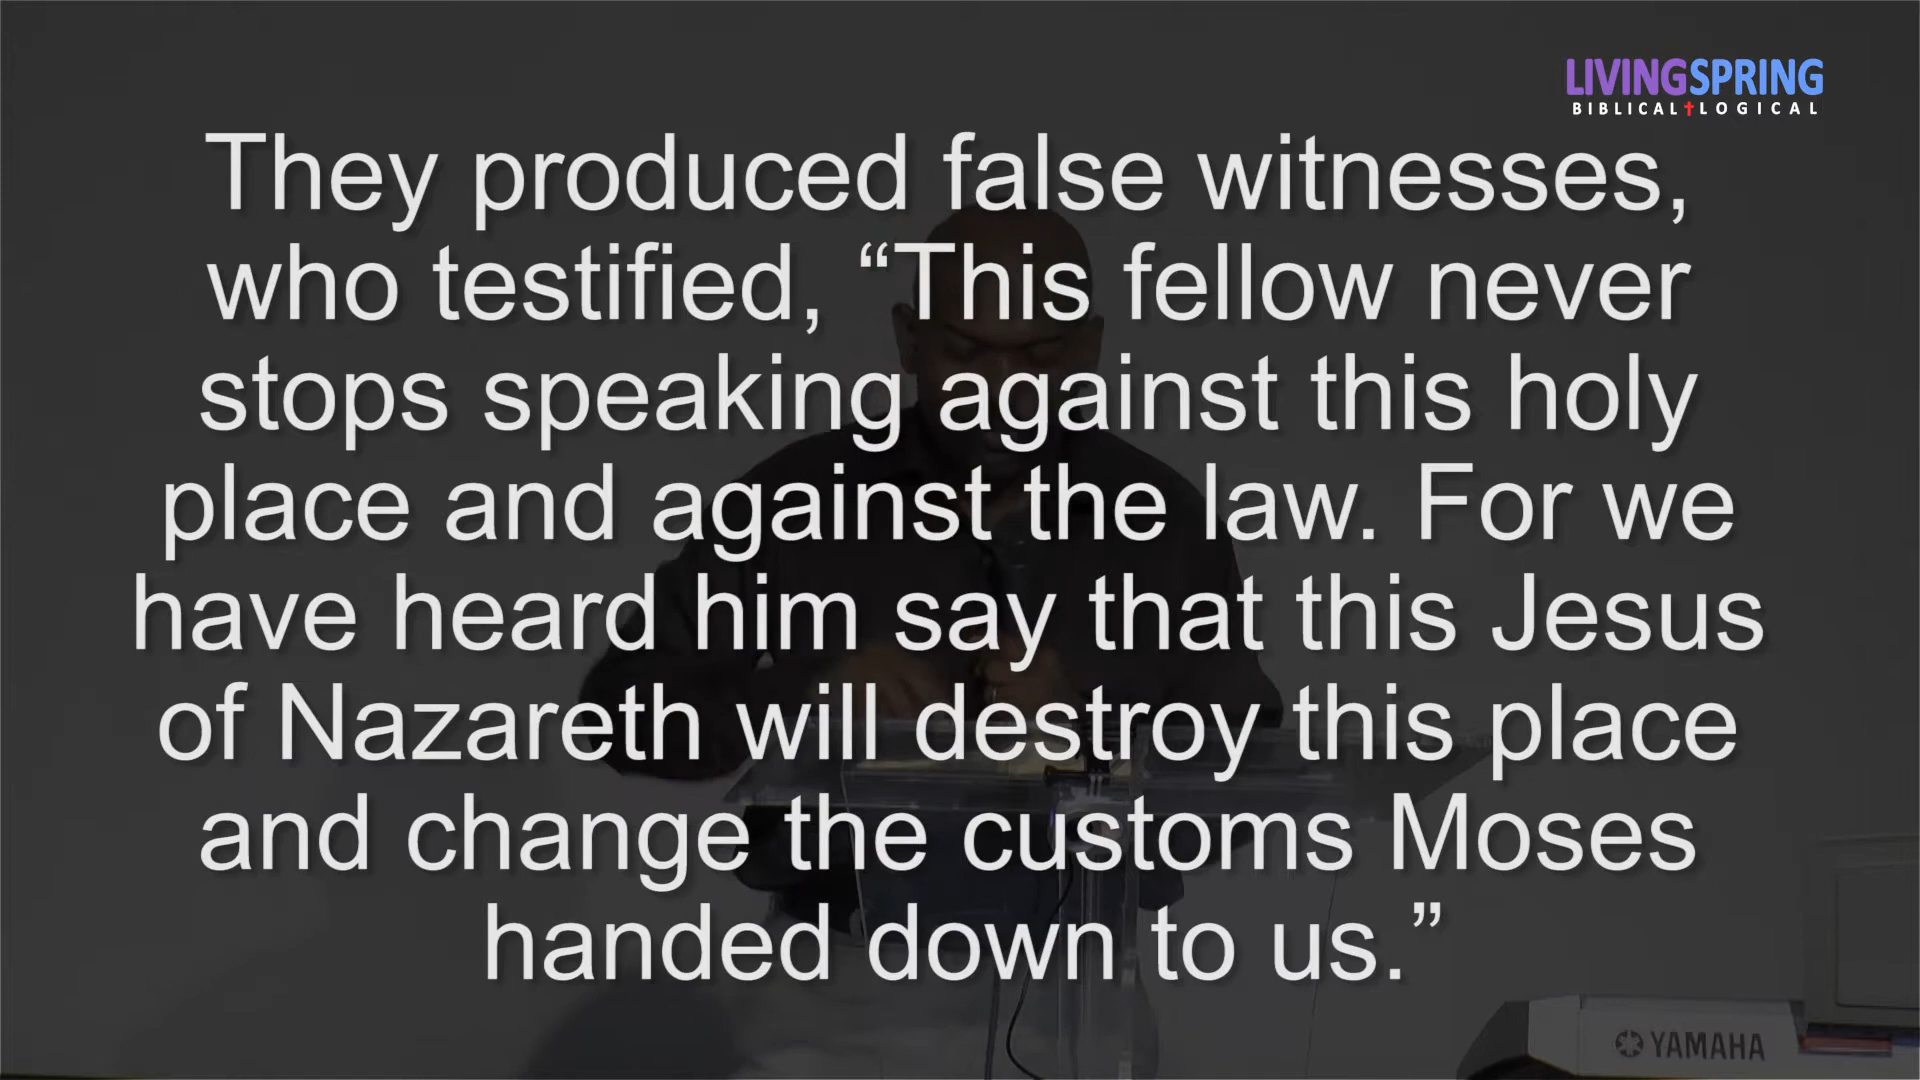 LIVINGSPRING
BIBLICAL LOGICAL
They produced false witnesses,
who testified, “This fellow never
stops speaking against this holy
place and against the law. For we
have heard him say that this Jesus
of Nazareth will destroy this place
and change the customs Moses
handed down to us.”
YAMAHA